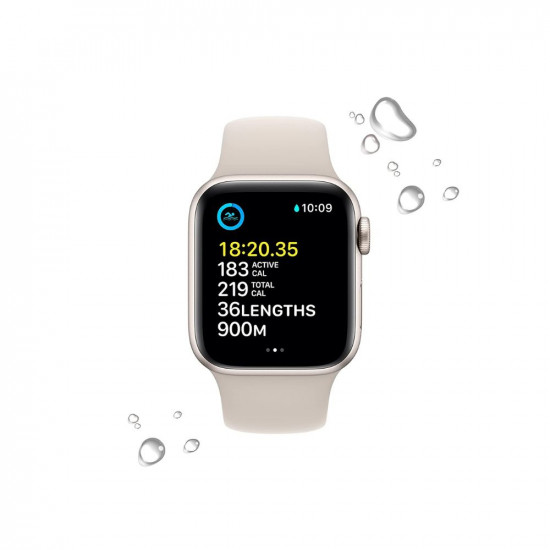 10:09
18:20.35
183 ACTIVE CAL
219 TOTAL CAL
36LENGTHS
900M